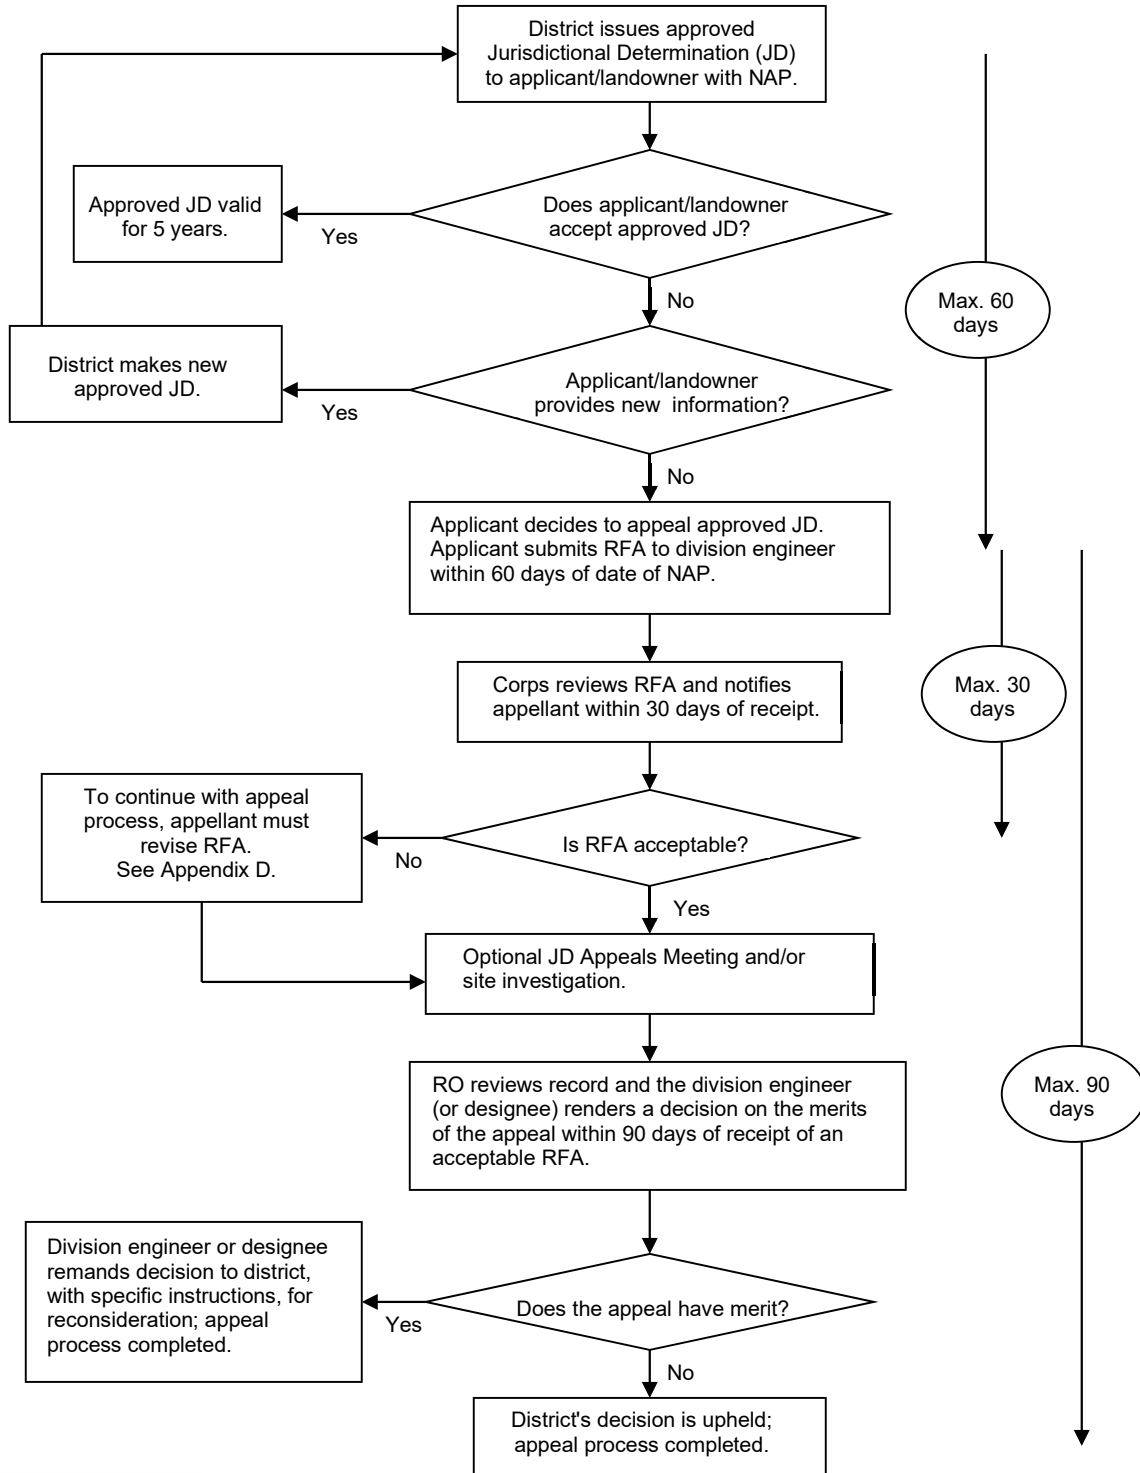 District issues approved
Jurisdictional Determination (JD)
to applicant/landowner with NAP.
Does applicant/landowner
accept approved JD?
Yes
Approved JD valid
for 5 years.
No
Max. 60
days
Applicant/landowner
provides new information?
Yes
District makes new
approved JD.
No
Applicant decides to appeal approved JD.
Applicant submits RFA to division engineer
within 60 days of date of NAP.
Corps reviews RFA and notifies
appellant within 30 days of receipt.
Max. 30
days
Is RFA acceptable?
No
To continue with appeal
process, appellant must
revise RFA.
See Appendix D.
Yes
Optional JD Appeals Meeting and/or
site investigation.
RO reviews record and the division engineer
(or designee) renders a decision on the merits
of the appeal within 90 days of receipt of an
acceptable RFA.
Max. 90
days
Does the appeal have merit?
Yes
Division engineer or designee
remands decision to district,
with specific instructions, for
reconsideration; appeal
process completed.
No
District's decision is upheld;
appeal process completed.